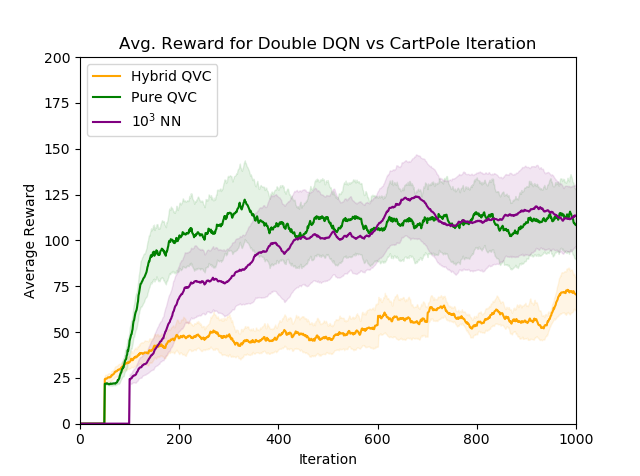 Avg. Reward for Double DQN vs CartPole Iteration
200
175
150
125
100
75
50
25
0
Average Reward
Hybrid QVC
Pure QVC
10³ NN
0 200 400 600 800 1000
Iteration